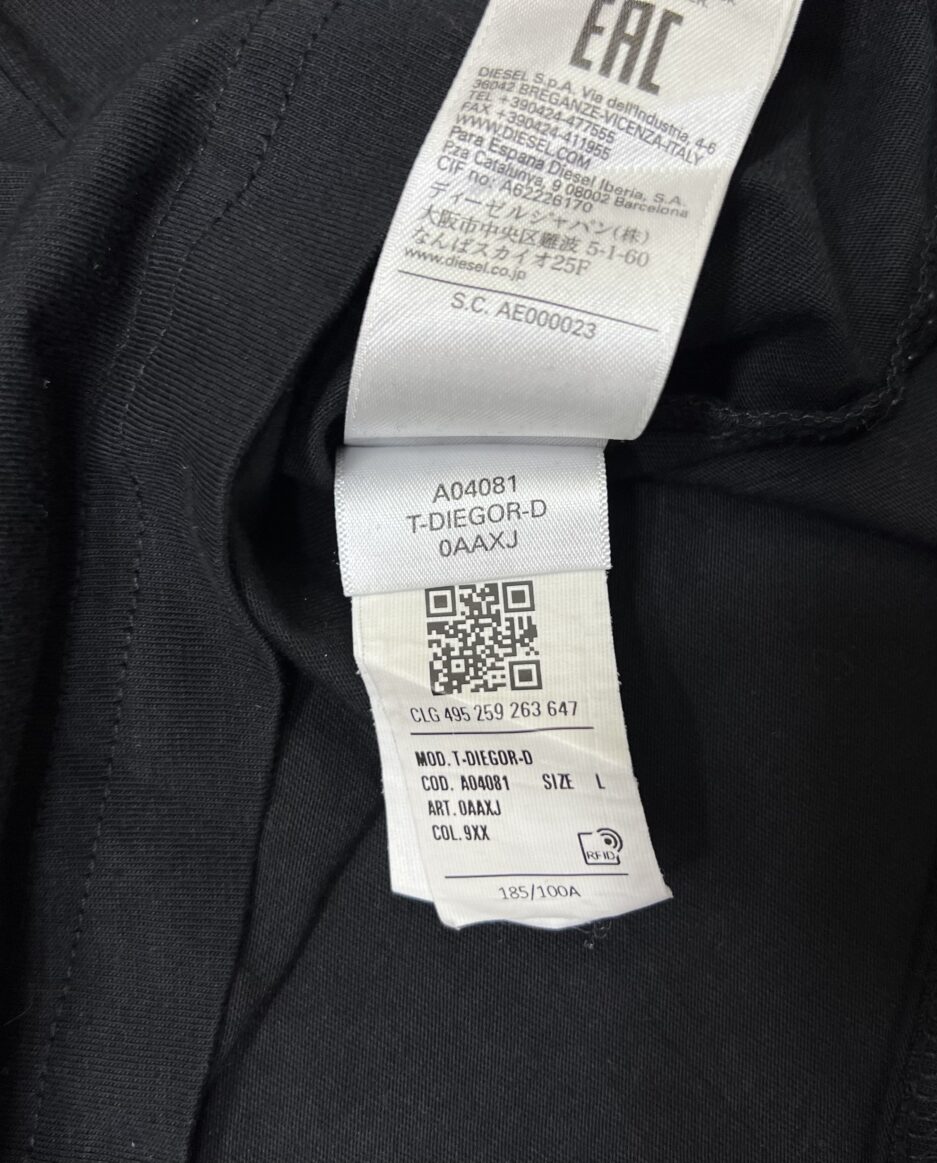 EAC
DIESEL S.p.A. Via dell'Industria, 4-6
36042 BREGANZE-VICENZA-ITALY
TEL +390424-477555
FAX +390424-411955
WWW.DIESEL.COM
Para Espana Diesel Iberia, S.A.
Pza Catalunya, 9 08002 Barcelona
CIF no. A62226170
ディーゼルジャパン(株)
大阪市中央区難波 5-1-60
なんばスカイオ25F
www.diesel.co.jp
S.C. AE000023
A04081
T-DIEGOR-D
0AAXJ
CLG 495 259 263 647
MOD. T-DIEGOR-D
COD. A04081 SIZE L
ART. 0AAXJ
COL. 9XX
RFID
185/100A